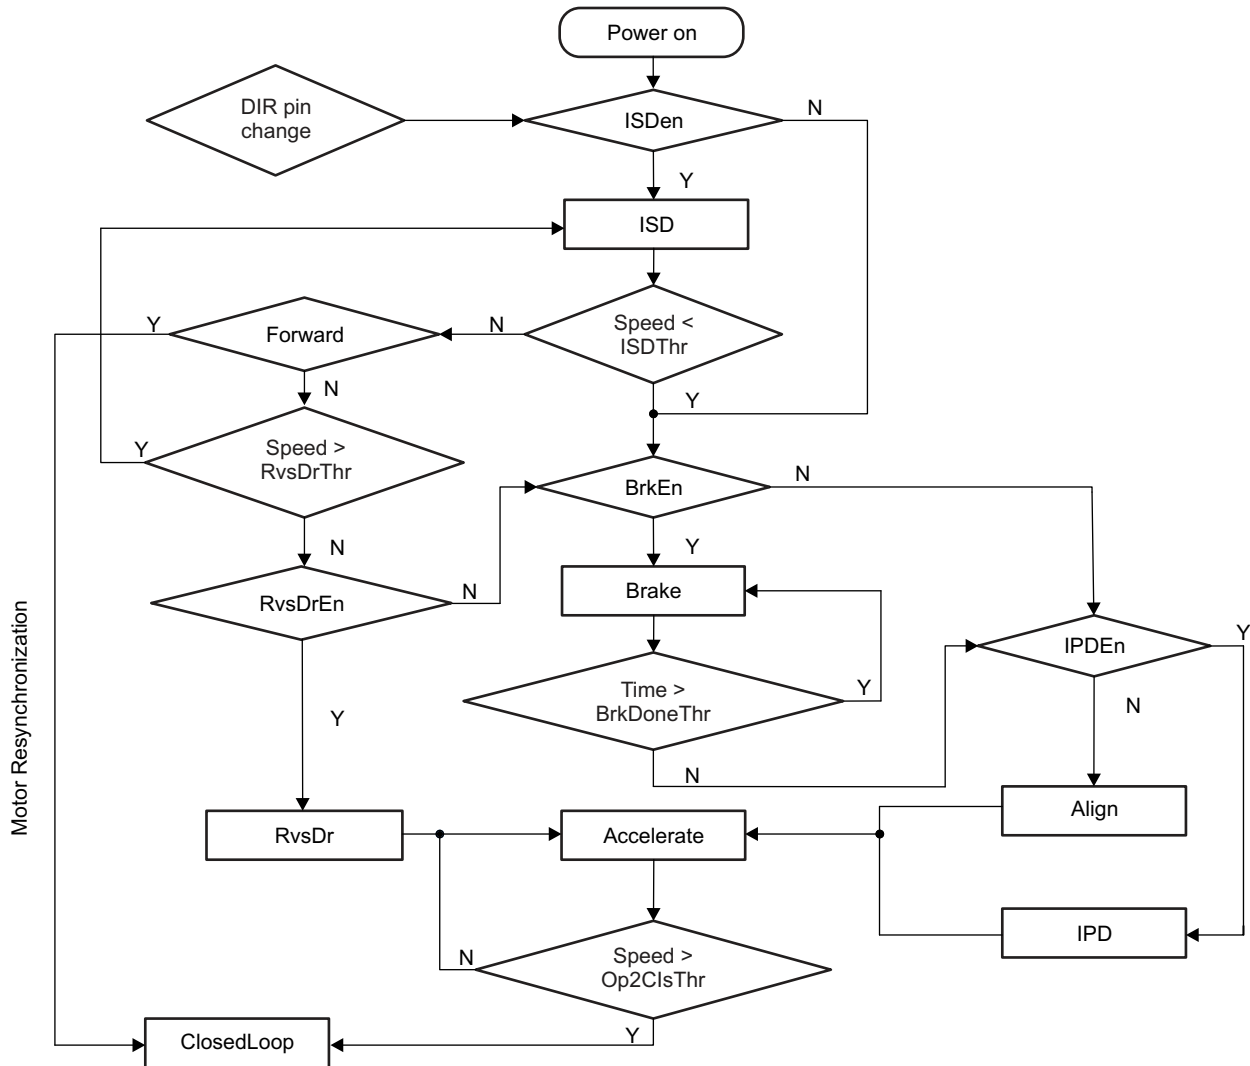 Power on
DIR pin
change
ISDen
N
Y
ISD
Y
Forward
N
Speed <
ISDThr
N
Y
Y
Speed >
RvsDrThr
BrkEn
N
N
Y
RvsDrEn
N
Brake
IPDEn
Y
Time >
BrkDoneThr
Y
N
Y
N
Motor Resynchronization
RvsDr
Accelerate
Align
IPD
Speed >
Op2ClsThr
N
Y
ClosedLoop